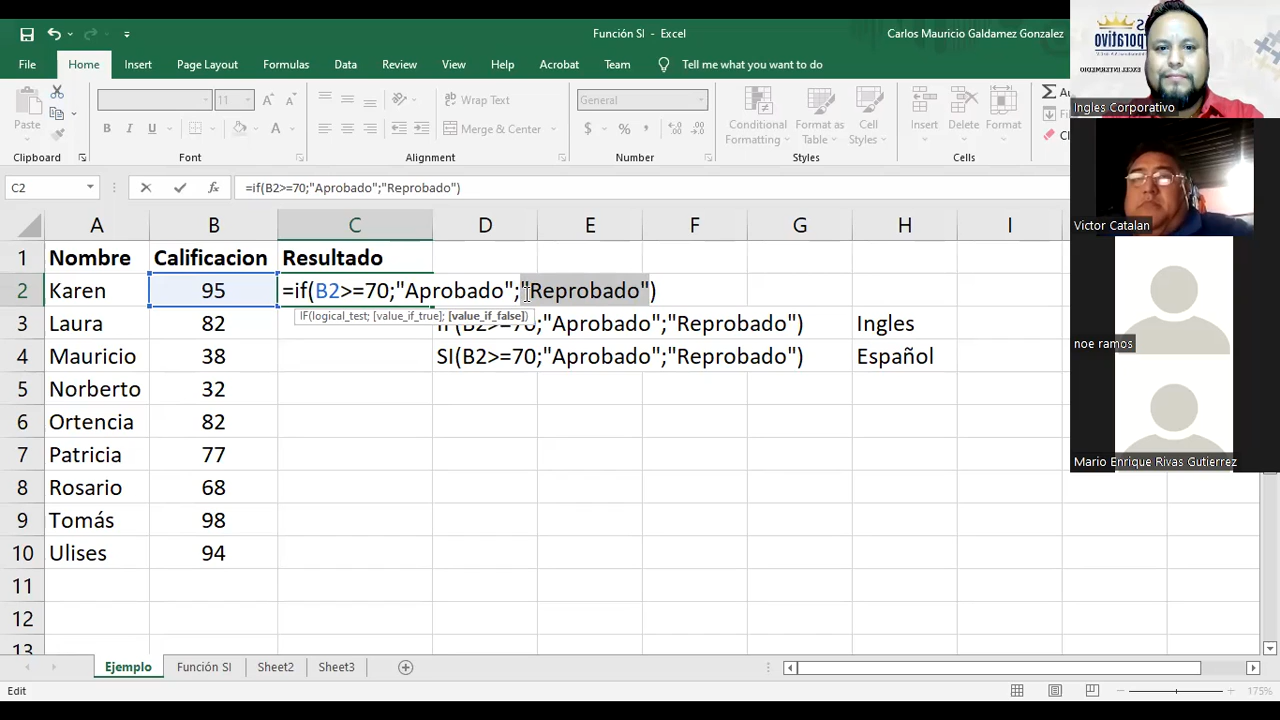 Función SI - Excel
Carlos Mauricio Galdamez Gonzalez
File Home Insert Page Layout Formulas Data Review View Help Acrobat Team Tell me what you want to do
Paste
11
Wrap Text
Merge & Center
General
Conditional Formatting
Format as Table
Cell Styles
Insert
Delete
Format
Clipboard Font Alignment Number Styles Cells
C2 =if(B2>=70;"Aprobado";"Reprobado")
A B C D E F G H I
1 Nombre Calificacion Resultado
2 Karen 95 =if(B2>=70;"Aprobado";"Reprobado")
IF(logical_test; [value_if_true]; [value_if_false])
3 Laura 82 IF(B2>=70;"Aprobado";"Reprobado") Ingles
4 Mauricio 38 SI(B2>=70;"Aprobado";"Reprobado") Español
5 Norberto 32
6 Ortencia 82
7 Patricia 77
8 Rosario 68
9 Tomás 98
10 Ulises 94
11
12
13
Ejemplo Función SI Sheet2 Sheet3
Edit
175%
Ingles Corporativo
Victor Catalan
noe ramos
Mario Enrique Rivas Gutierrez